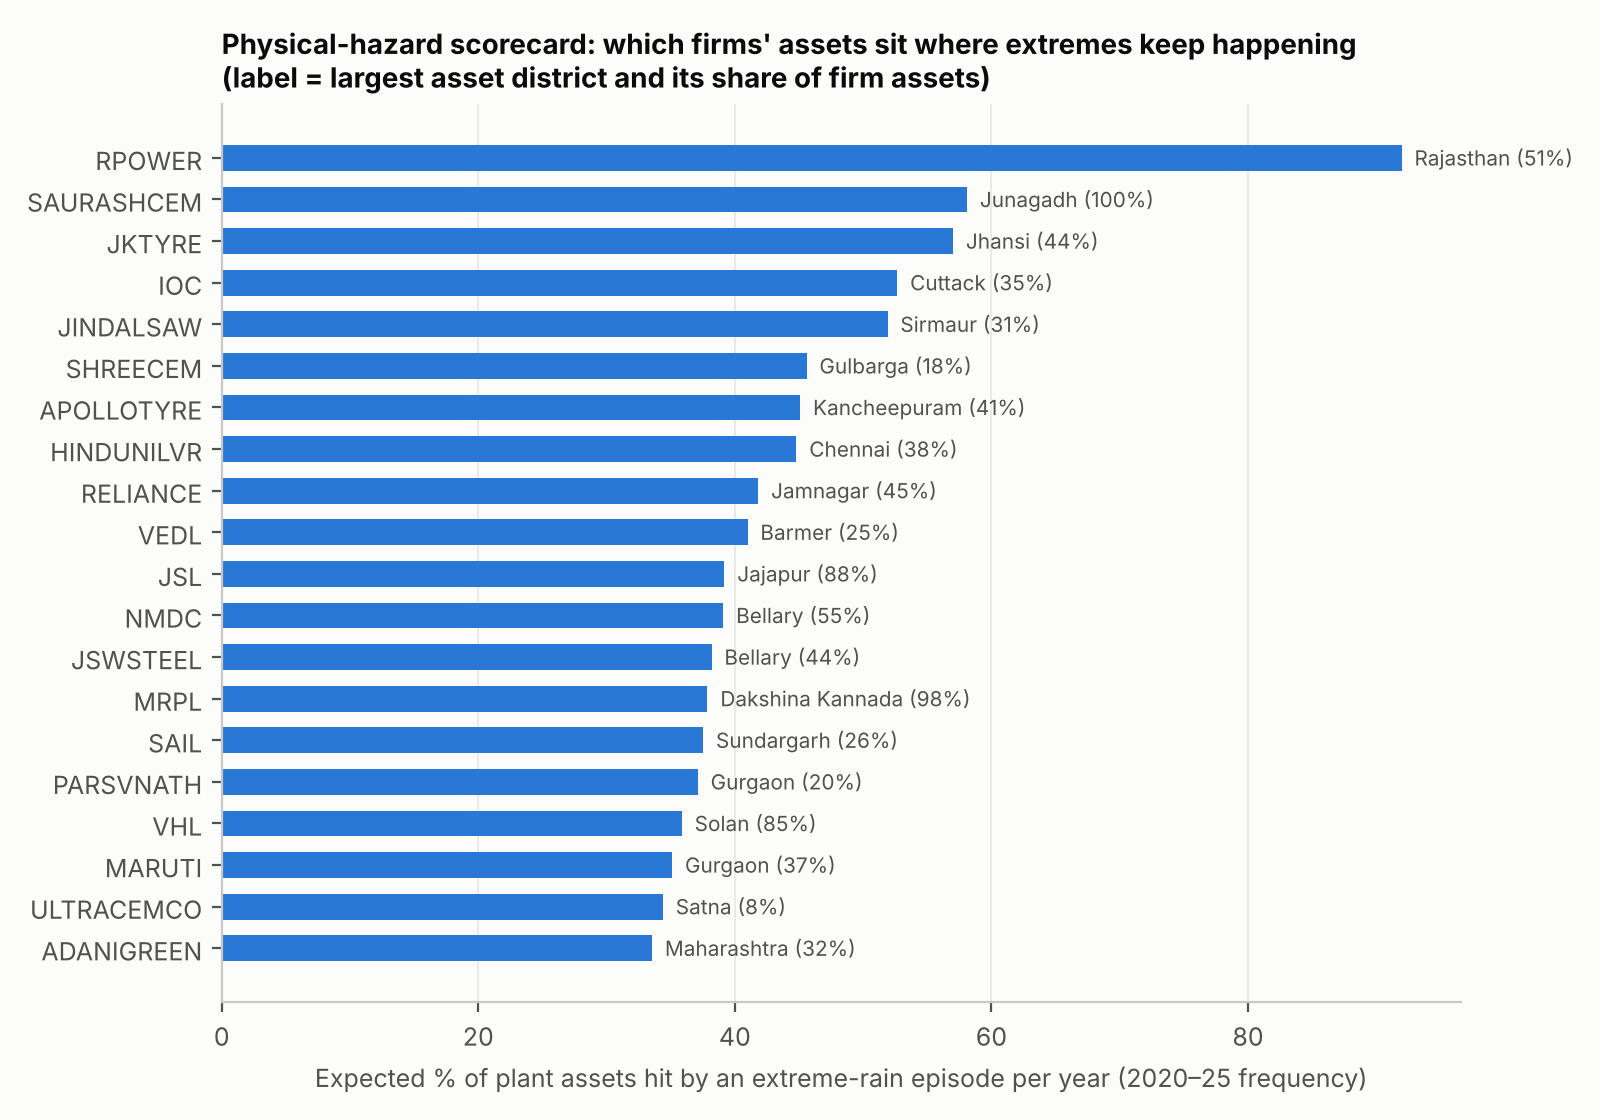 Physical-hazard scorecard: which firms' assets sit where extremes keep happening
(label = largest asset district and its share of firm assets)
RPOWER Rajasthan (51%)
SAURASHCEM Junagadh (100%)
JKTYRE Jhansi (44%)
IOC Cuttack (35%)
JINDALSAW Sirmaur (31%)
SHREECEM Gulbarga (18%)
APOLLOTYRE Kancheepuram (41%)
HINDUNILVR Chennai (38%)
RELIANCE Jamnagar (45%)
VEDL Barmer (25%)
JSL Jajapur (88%)
NMDC Bellary (55%)
JSWSTEEL Bellary (44%)
MRPL Dakshina Kannada (98%)
SAIL Sundargarh (26%)
PARSVNATH Gurgaon (20%)
VHL Solan (85%)
MARUTI Gurgaon (37%)
ULTRACEMCO Satna (8%)
ADANIGREEN Maharashtra (32%)
0 20 40 60 80
Expected % of plant assets hit by an extreme-rain episode per year (2020–25 frequency)